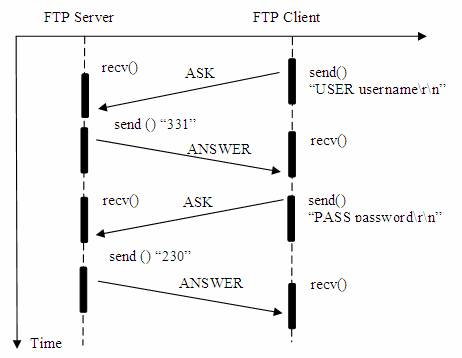 FTP Server FTP Client
recv() ASK send()
“USER username\r\n”
send () “331”
ANSWER recv()
recv() ASK send()
“PASS password\r\n”
send () “230”
ANSWER recv()
Time